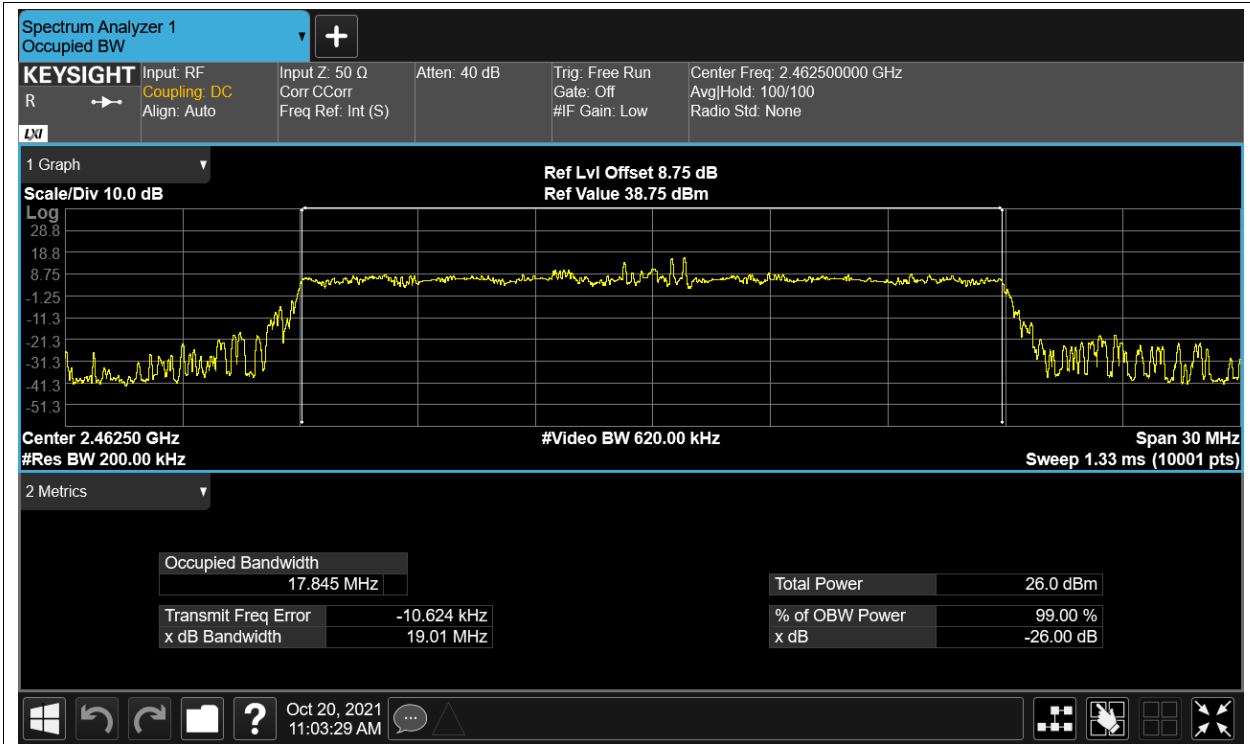 Spectrum Analyzer 1
Occupied BW
KEYSIGHT
R
LXI
Input: RF
Coupling: DC
Align: Auto
Input Z: 50 Ω
Corr CCorr
Freq Ref: Int (S)
Atten: 40 dB
Trig: Free Run
Gate: Off
#IF Gain: Low
Center Freq: 2.462500000 GHz
Avg|Hold: 100/100
Radio Std: None
1 Graph
Scale/Div 10.0 dB
Ref Lvl Offset 8.75 dB
Ref Value 38.75 dBm
Log
28.8
18.8
8.75
-1.25
-11.3
-21.3
-31.3
-41.3
-51.3
Center 2.46250 GHz
#Video BW 620.00 kHz
Span 30 MHz
#Res BW 200.00 kHz
Sweep 1.33 ms (10001 pts)
2 Metrics
Occupied Bandwidth
17.845 MHz
Total Power 26.0 dBm
Transmit Freq Error -10.624 kHz
% of OBW Power 99.00 %
x dB Bandwidth 19.01 MHz
x dB -26.00 dB
?
Oct 20, 2021
11:03:29 AM